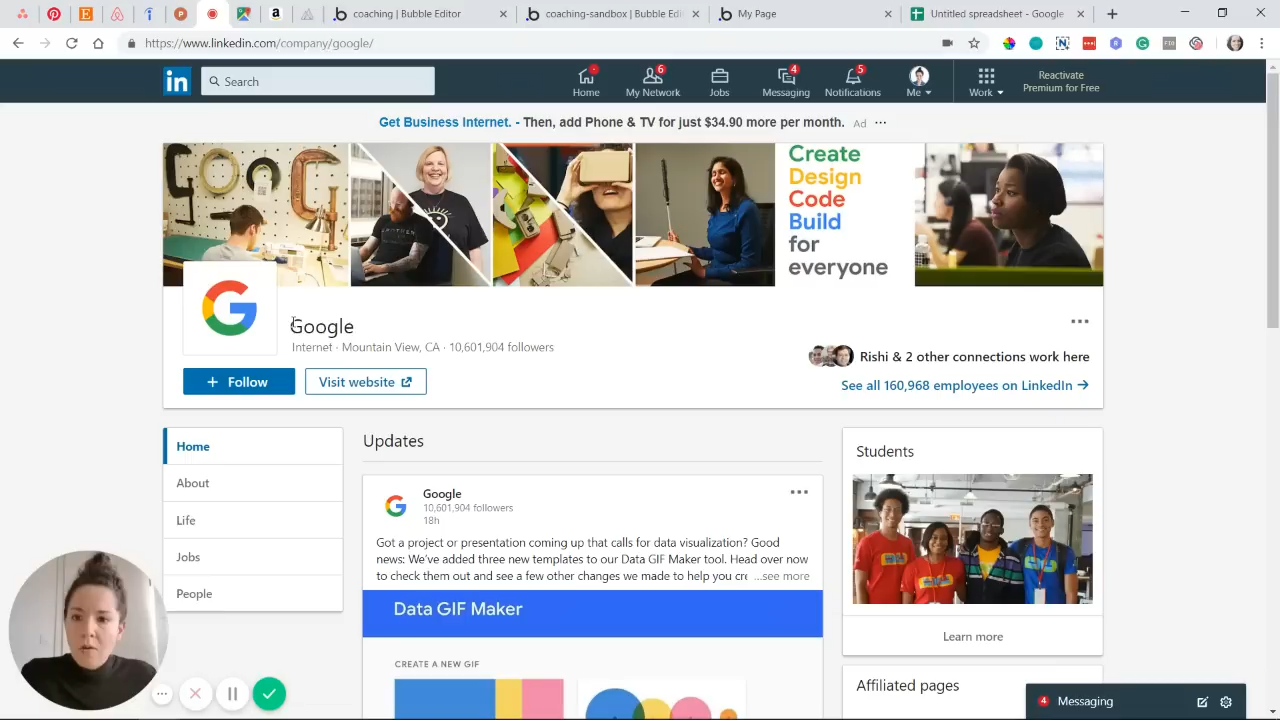 coaching | Bubble Editor
coaching-sandbox | Bubble Edi
My Page
Untitled spreadsheet - Google
https://www.linkedin.com/company/google/
in
Search
Home
6
My Network
Jobs
4
Messaging
5
Notifications
Me
Work
Reactivate
Premium for Free
Get Business Internet. - Then, add Phone & TV for just $34.90 more per month. Ad
Create
Design
Code
Build
for
everyone
Google
Internet · Mountain View, CA · 10,601,904 followers
Rishi & 2 other connections work here
+ Follow
Visit website
See all 160,968 employees on LinkedIn →
Home
About
Life
Jobs
People
Updates
Google
10,601,904 followers
18h
Got a project or presentation coming up that calls for data visualization? Good
news: We've added three new templates to our Data GIF Maker tool. Head over now
to check them out and see a few other changes we made to help you cre ...see more
Data GIF Maker
CREATE A NEW GIF
Students
Learn more
Affiliated pages
4 Messaging